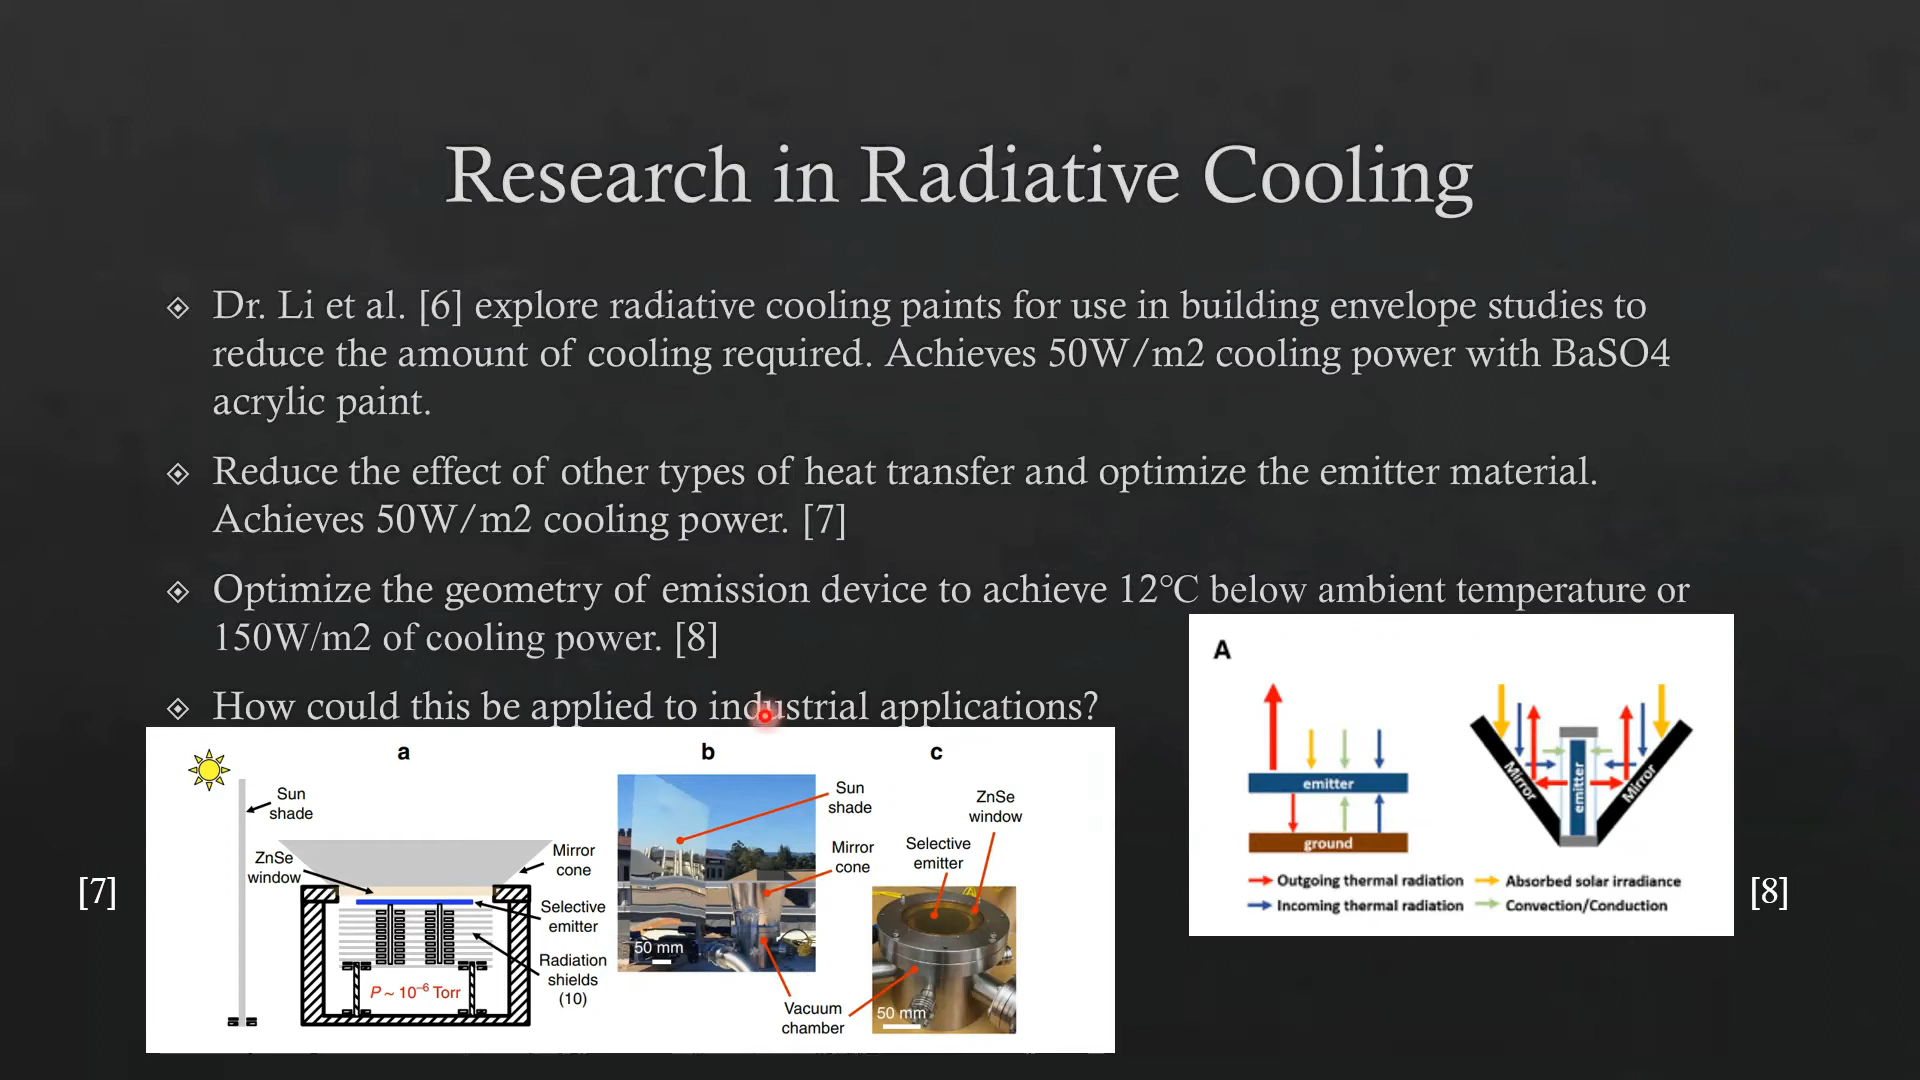 Research in Radiative Cooling
Dr. Li et al. [6] explore radiative cooling paints for use in building envelope studies to
reduce the amount of cooling required. Achieves 50W/m2 cooling power with BaSO4
acrylic paint.
Reduce the effect of other types of heat transfer and optimize the emitter material.
Achieves 50W/m2 cooling power. [7]
Optimize the geometry of emission device to achieve 12°C below ambient temperature or
150W/m2 of cooling power. [8]
How could this be applied to industrial applications?
[7]
a
Sun
shade
ZnSe
window
Mirror
cone
Selective
emitter
Radiation
shields
(10)
P ~ 10⁻⁶ Torr
b
Sun
shade
Mirror
cone
50 mm
Vacuum
chamber
c
ZnSe
window
Selective
emitter
50 mm
A
emitter
ground
Mirror
emitter
Mirror
Outgoing thermal radiation
Absorbed solar irradiance
Incoming thermal radiation
Convection/Conduction
[8]